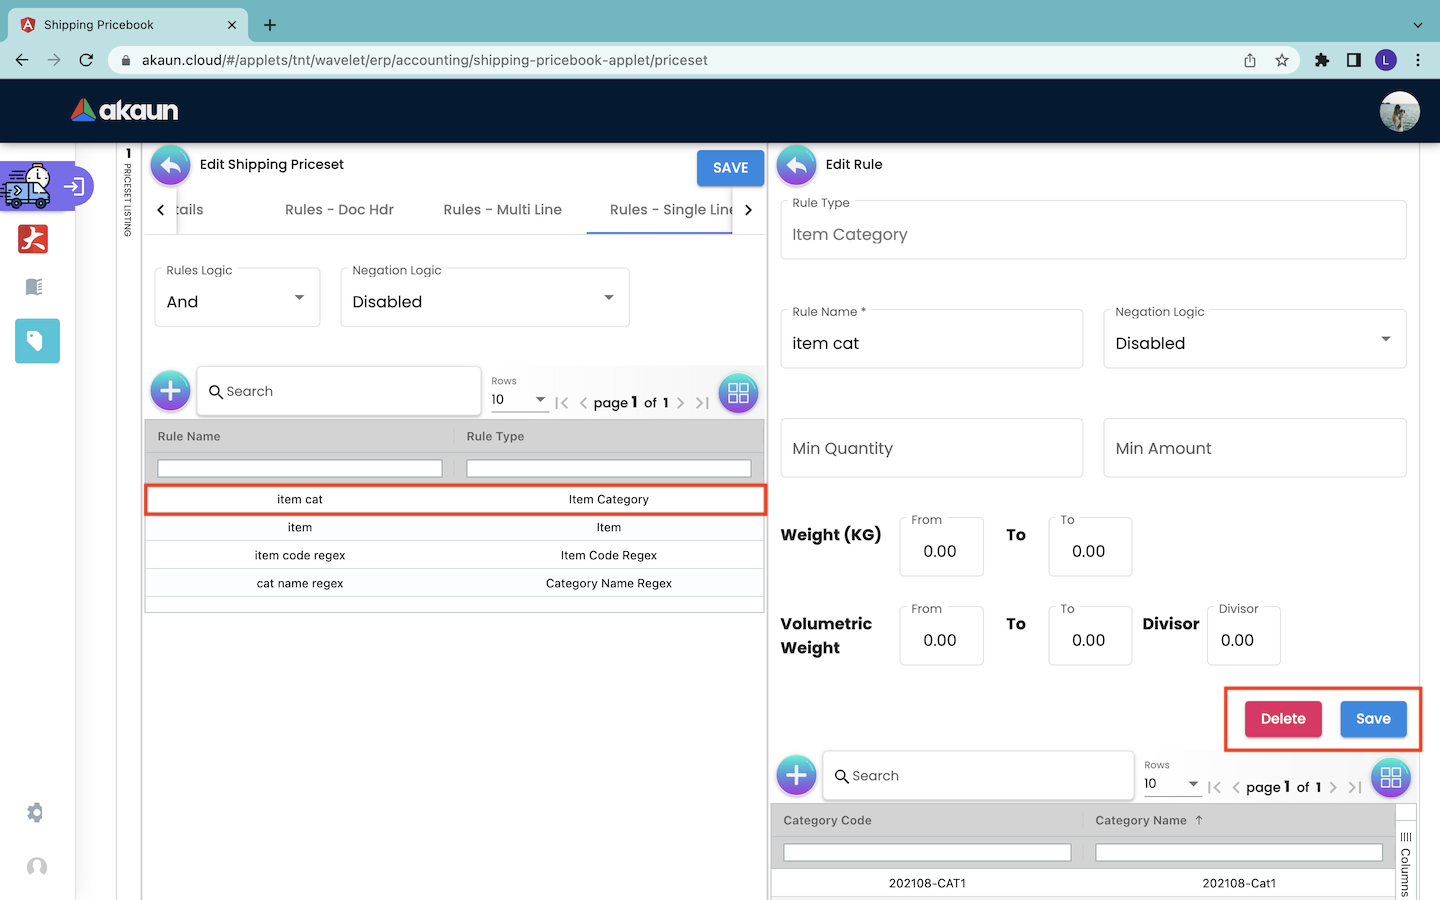 Shipping Pricebook
akaun.cloud/#/applets/tnt/wavelet/erp/accounting/shipping-pricebook-applet/priceset
L
akaun
1
PRICESET LISTING
Edit Shipping Priceset
SAVE
tails
Rules - Doc Hdr
Rules - Multi Line
Rules - Single Line
Rules Logic
And
Negation Logic
Disabled
Search
Rows
10
page 1 of 1
Rule Name
Rule Type
item cat
Item Category
item
Item
item code regex
Item Code Regex
cat name regex
Category Name Regex
Edit Rule
Rule Type
Item Category
Rule Name *
item cat
Negation Logic
Disabled
Min Quantity
Min Amount
Weight (KG)
From
0.00
To
To
0.00
Volumetric
Weight
From
0.00
To
To
0.00
Divisor
Divisor
0.00
Delete
Save
Search
Rows
10
page 1 of 1
Category Code
Category Name
202108-CAT1
202108-Cat1
Columns